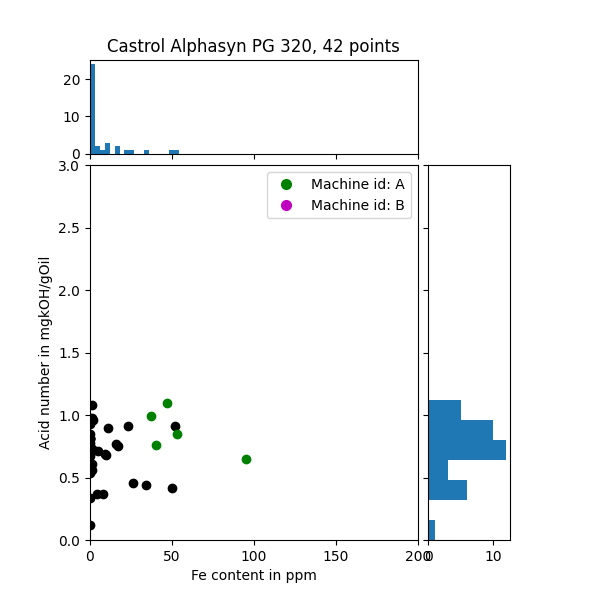 Castrol Alphasyn PG 320, 42 points
20
10
0
3.0
2.5
2.0
1.5
1.0
0.5
0.0
Acid number in mgkOH/gOil
Machine id: A
Machine id: B
0 50 100 150 200
0 10
Fe content in ppm